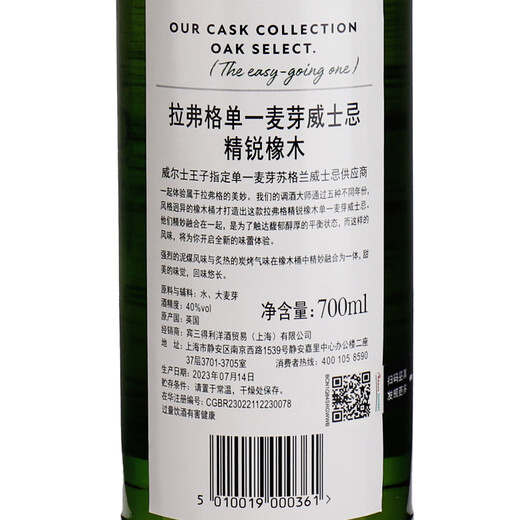 OUR CASK COLLECTION
OAK SELECT.
(The easy-going one)
拉弗格单一麦芽威士忌
精锐橡木
威尔士王子指定单一麦芽苏格兰威士忌供应商
一起体验属于拉弗格的美妙。我们的调酒大师通过五种不同年份,
风格迥异的橡木桶才打造出这款拉弗格精锐橡木单一麦芽威士忌。
他们精妙融合在一起,是为了触达馥郁醇厚的平衡状态,而这样的
风味,将为你开启全新的味蕾体验。
强烈的泥煤风味与炙热的炭烤气味在橡木桶中精妙融合为一体,甜
美的味觉,回味悠长。
原料与辅料:水、大麦芽
酒精度:40%vol
原产国:英国
净含量:700ml
经销商:宾三得利洋酒贸易(上海)有限公司
地址:上海市静安区南京西路1539号静安嘉里中心办公楼二座
37层3701-3705室
消费者热线:400 105 8590
生产日期:2023年07月14日
贮存条件:请置于常温,干燥处保存。
在华注册编号:CGBR23022112230078
过量饮酒有害健康
扫码监测
5 010019 000361 >